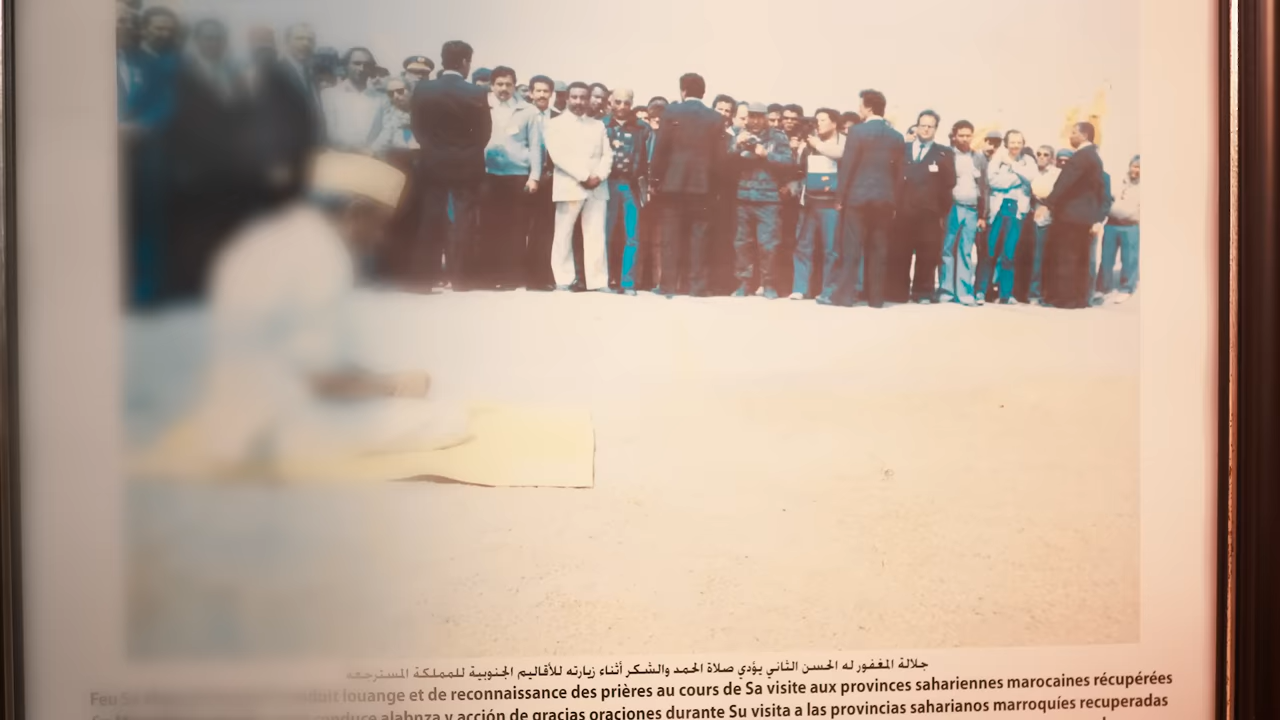 جلالة المغفور له الحسن الثاني يؤدي صلاة الحمد والشكر أثناء زيارته للأقاليم الجنوبية للمملكة المسترجعة
Feu louange et de reconnaissance des prières au cours de Sa visite aux provinces sahariennes marocaines récupérées
alabnza y acción de gracias oraciones durante Su visita a las provincias saharianos marroquíes recuperadas